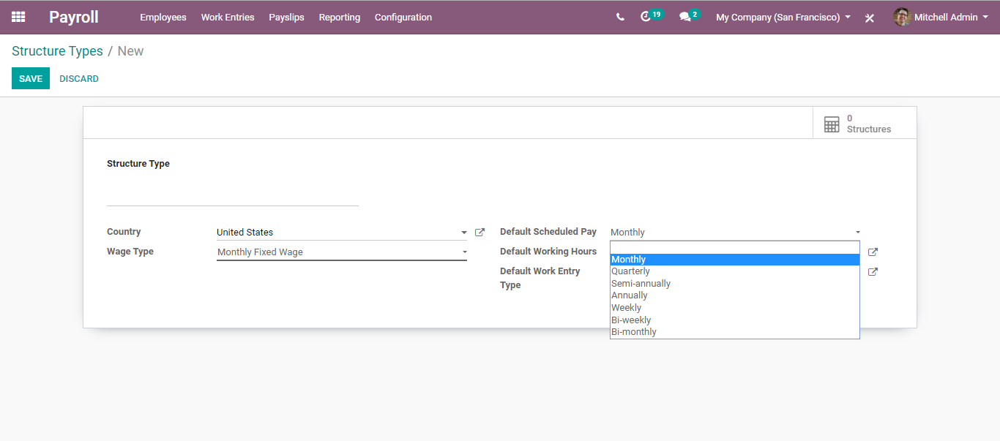 Payroll Employees Work Entries Payslips Reporting Configuration 19 2 My Company (San Francisco) Mitchell Admin
Structure Types / New
SAVE DISCARD
0
Structures
Structure Type
Country United States Default Scheduled Pay Monthly
Wage Type Monthly Fixed Wage Default Working Hours
Monthly
Default Work Entry Quarterly
Type Semi-annually
Annually
Weekly
Bi-weekly
Bi-monthly